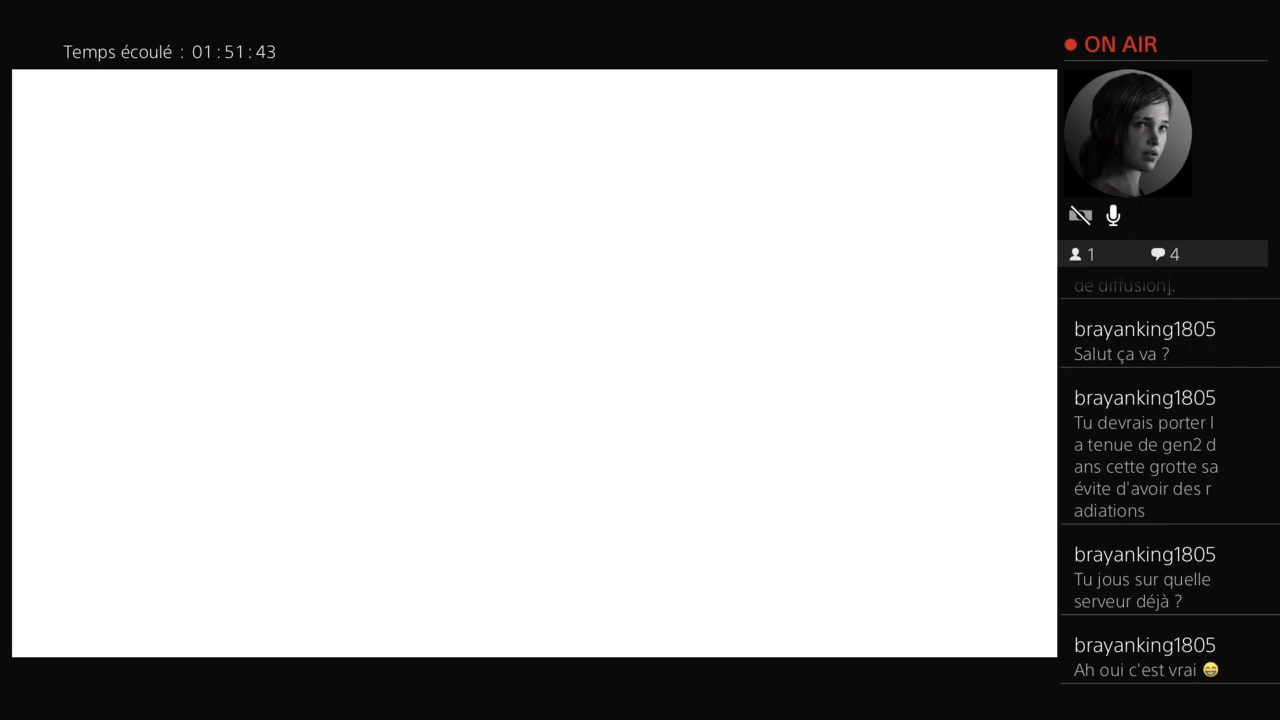 Temps écoulé : 01:51:43
ON AIR
1 4
de diffusion].
brayanking1805
Salut ça va ?
brayanking1805
Tu devrais porter l
a tenue de gen2 d
ans cette grotte sa
évite d'avoir des r
adiations
brayanking1805
Tu jous sur quelle
serveur déjà ?
brayanking1805
Ah oui c'est vrai 😄